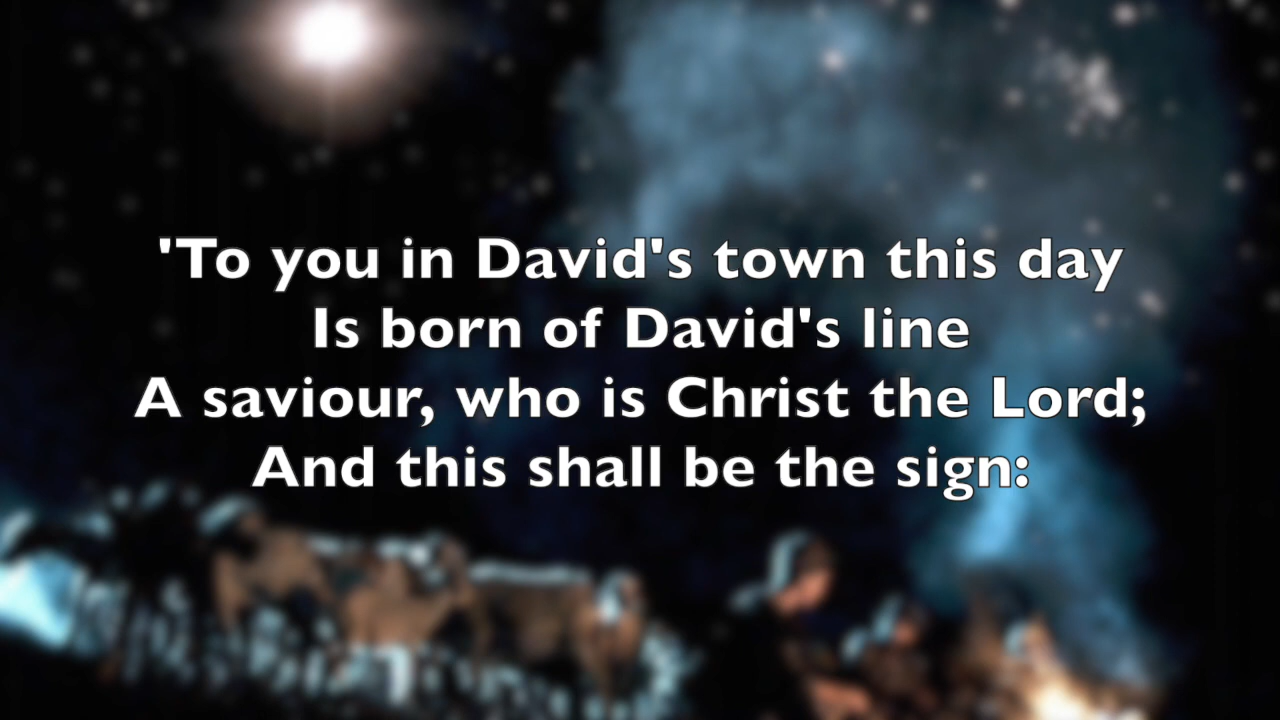 'To you in David's town this day
Is born of David's line
A saviour, who is Christ the Lord;
And this shall be the sign: